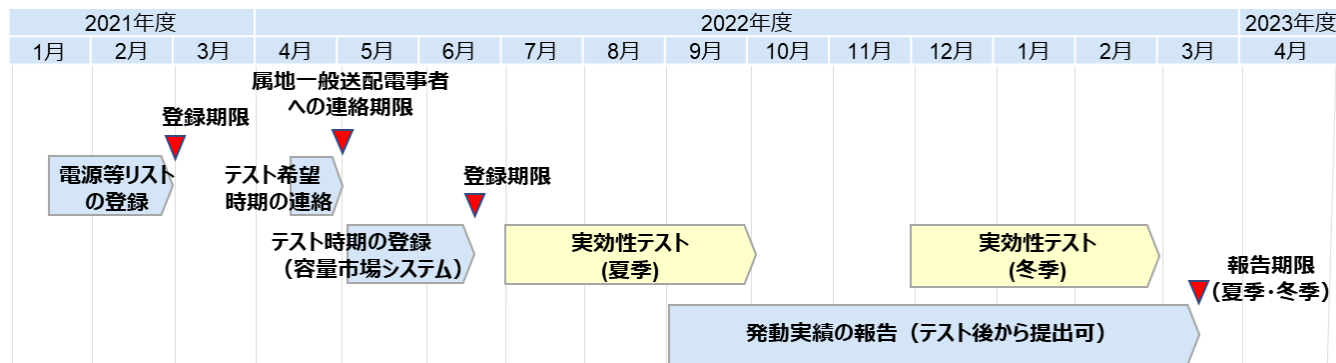 2021年度 2022年度 2023年度
1月 2月 3月 4月 5月 6月 7月 8月 9月 10月 11月 12月 1月 2月 3月 4月
属地一般送配電事業者
への連絡期限
登録期限
電源等リスト
の登録
テスト希望
時期の連絡
登録期限
テスト時期の登録
（容量市場システム）
実効性テスト
(夏季)
実効性テスト
(冬季)
報告期限
(夏季・冬季)
発動実績の報告（テスト後から提出可）